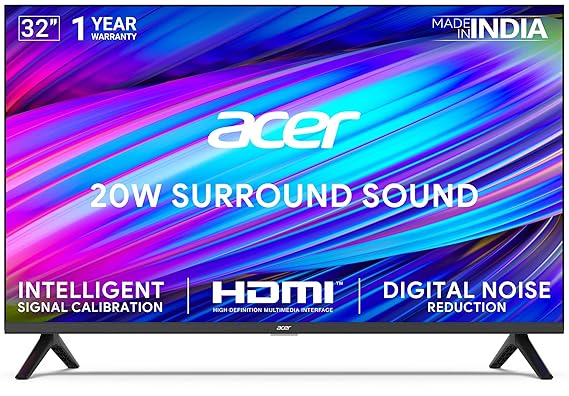 32" 1 YEAR WARRANTY
MADE IN INDIA
acer
20W SURROUND SOUND
INTELLIGENT
SIGNAL CALIBRATION
HDMI™
HIGH-DEFINITION MULTIMEDIA INTERFACE
DIGITAL NOISE
REDUCTION
acer